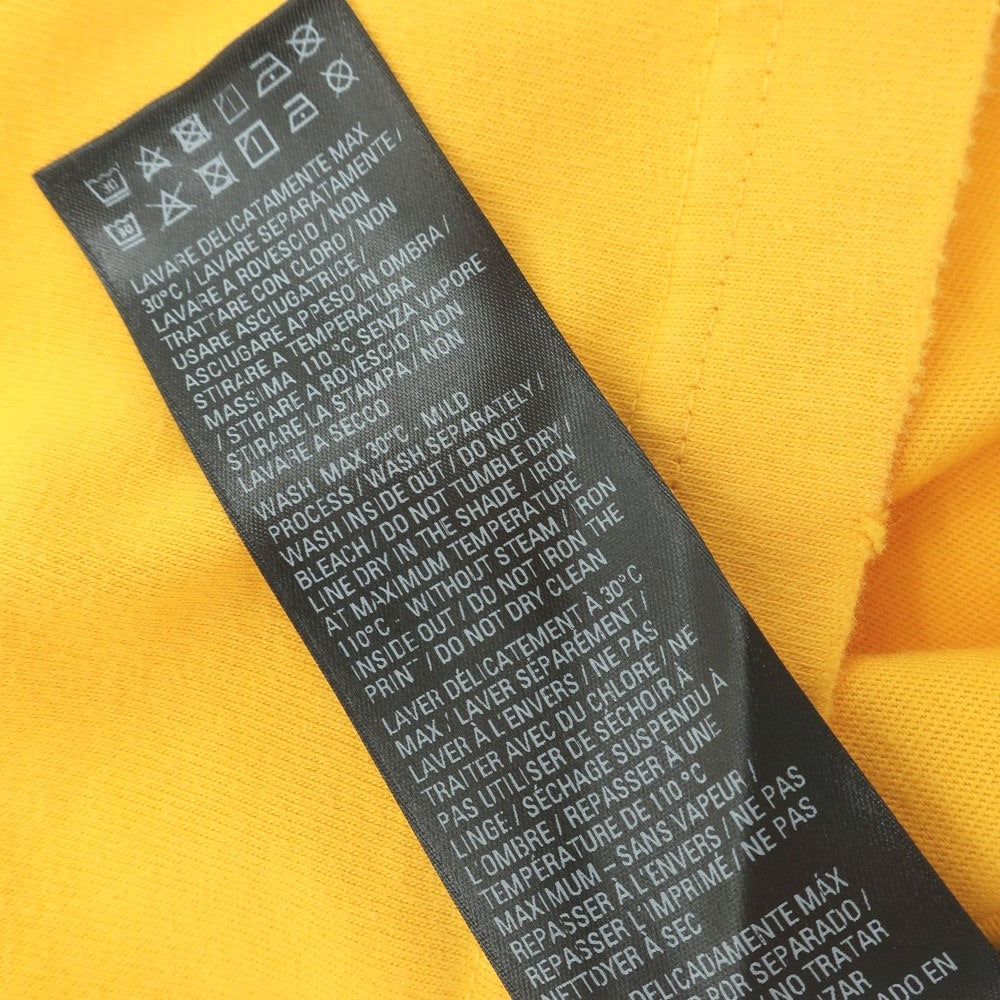 LAVARE DELICATAMENTE MAX
30°C / LAVARE SEPARATAMENTE /
LAVARE A ROVESCIO / NON
TRATTARE CON CLORO / NON
USARE ASCIUGATRICE /
ASCIUGARE APPESO IN OMBRA /
STIRARE A TEMPERATURA
MASSIMA 110°C SENZA VAPORE
/ STIRARE A ROVESCIO / NON
STIRARE LA STAMPA / NON
LAVARE A SECCO
WASH MAX 30°C - MILD
PROCESS / WASH SEPARATELY /
WASH INSIDE OUT / DO NOT
BLEACH / DO NOT TUMBLE DRY /
LINE DRY IN THE SHADE / IRON
AT MAXIMUM TEMPERATURE
110°C - WITHOUT STEAM / IRON
INSIDE OUT / DO NOT IRON THE
PRINT / DO NOT DRY CLEAN
LAVER DÉLICATEMENT A 30°C
MAX / LAVER SÉPARÉMENT /
LAVER À L'ENVERS / NE PAS
TRAITER AVEC DU CHLORE / NE
PAS UTILISER DE SÉCHOIR À
LINGE / SÉCHAGE SUSPENDU À
L'OMBRE / REPASSER À UNE
TEMPÉRATURE DE 110°C
MAXIMUM - SANS VAPEUR /
REPASSER À L'ENVERS / NE PAS
REPASSER L'IMPRIMÉ / NE PAS
NETTOYER À SEC
DELICADAMENTE MÁX
POR SEPARADO /
NO TRATAR
EN